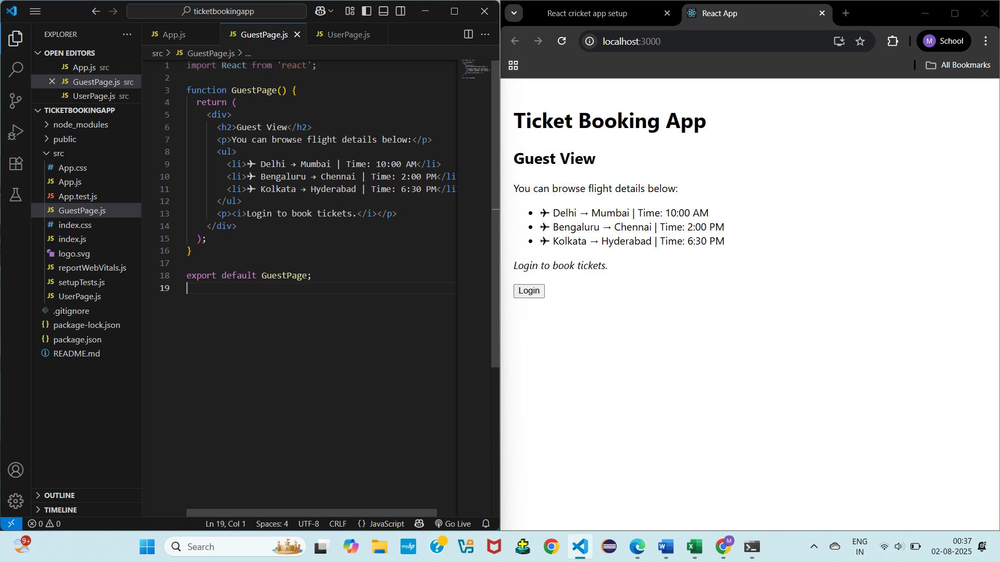 ticketbookingapp
EXPLORER
OPEN EDITORS
JS App.js src
JS GuestPage.js src
JS UserPage.js src
TICKETBOOKINGAPP
node_modules
public
src
# App.css
JS App.js
JS App.test.js
JS GuestPage.js
# index.css
JS index.js
logo.svg
JS reportWebVitals.js
JS setupTests.js
JS UserPage.js
.gitignore
{} package-lock.json
{} package.json
README.md
OUTLINE
TIMELINE
JS App.js
JS GuestPage.js
JS UserPage.js
src > JS GuestPage.js > ...
1 import React from 'react';
2
3 function GuestPage() {
4 return (
5 <div>
6 <h2>Guest View</h2>
7 <p>You can browse flight details below:</p>
8 <ul>
9 <li>✈ Delhi → Mumbai | Time: 10:00 AM</li>
10 <li>✈ Bengaluru → Chennai | Time: 2:00 PM</li
11 <li>✈ Kolkata → Hyderabad | Time: 6:30 PM</li
12 </ul>
13 <p><i>Login to book tickets.</i></p>
14 </div>
15 );
16 }
17
18 export default GuestPage;
19
0 0
Ln 19, Col 1 Spaces: 4 UTF-8 CRLF {} JavaScript Go Live
React cricket app setup
React App
localhost:3000
M School
All Bookmarks
Ticket Booking App
Guest View
You can browse flight details below:
• ✈ Delhi → Mumbai | Time: 10:00 AM
• ✈ Bengaluru → Chennai | Time: 2:00 PM
• ✈ Kolkata → Hyderabad | Time: 6:30 PM
Login to book tickets.
Login
9+
Search
myhp
M
ENG
IN
00:37
02-08-2025